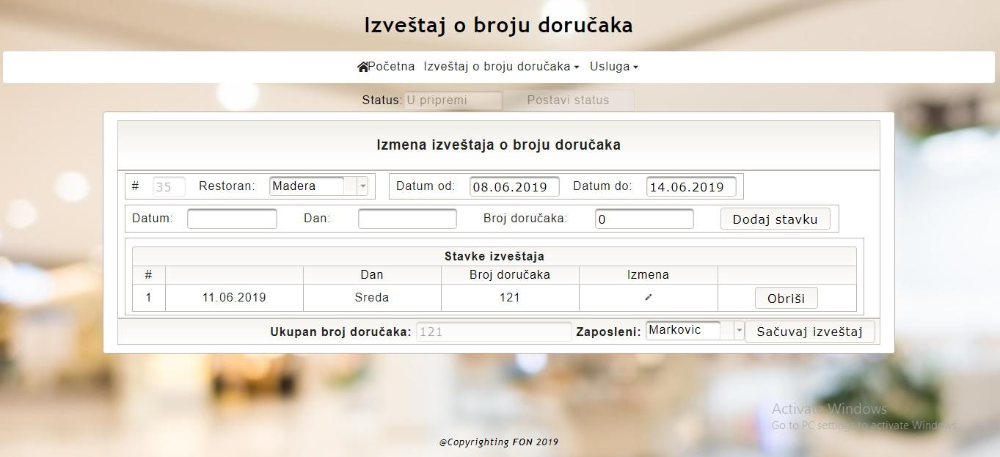 Izveštaj o broju doručaka
Početna Izveštaj o broju doručaka Usluga
Status: U pripremi Postavi status
Izmena izveštaja o broju doručaka
# 35 Restoran: Madera Datum od: 08.06.2019 Datum do: 14.06.2019
Datum: Dan: Broj doručaka: 0 Dodaj stavku
Stavke izveštaja
# Dan Broj doručaka Izmena
1 11.06.2019 Sreda 121 Obriši
Ukupan broj doručaka: 121 Zaposleni: Markovic Sačuvaj izveštaj
Activate Windows
Go to PC settings to activate Windows.
@Copyrighting FON 2019